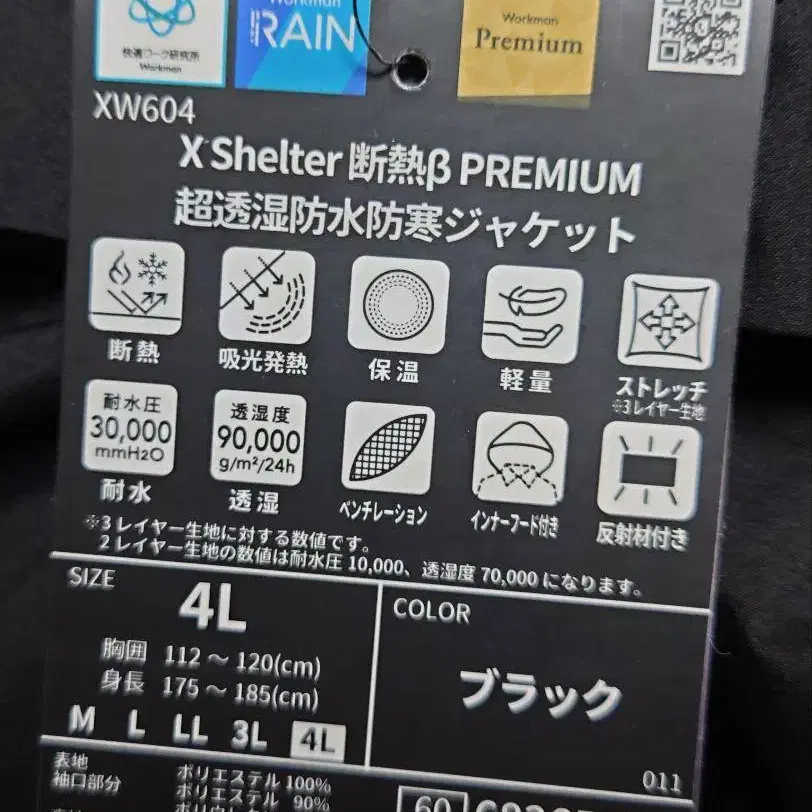 快適ワーク研究所
Workman
Workman
RAIN
Workman
Premium
XW604
X Shelter 断熱β PREMIUM
超透湿防水防寒ジャケット
断熱
吸光発熱
保温
軽量
ストレッチ
※3レイヤー生地
耐水圧
30,000
mmH2O
耐水
透湿度
90,000
g/m²/24h
透湿
ベンチレーション
インナーフード付き
反射材付き
※3レイヤー生地に対する数値です。
2レイヤー生地の数値は耐水圧10,000、透湿度70,000になります。
SIZE
4L
胸囲 112～120(cm)
身長 175～185(cm)
M L LL 3L 4L
COLOR
ブラック
011
表地 ポリエステル 100%
袖口部分 ポリエステル 90%
60